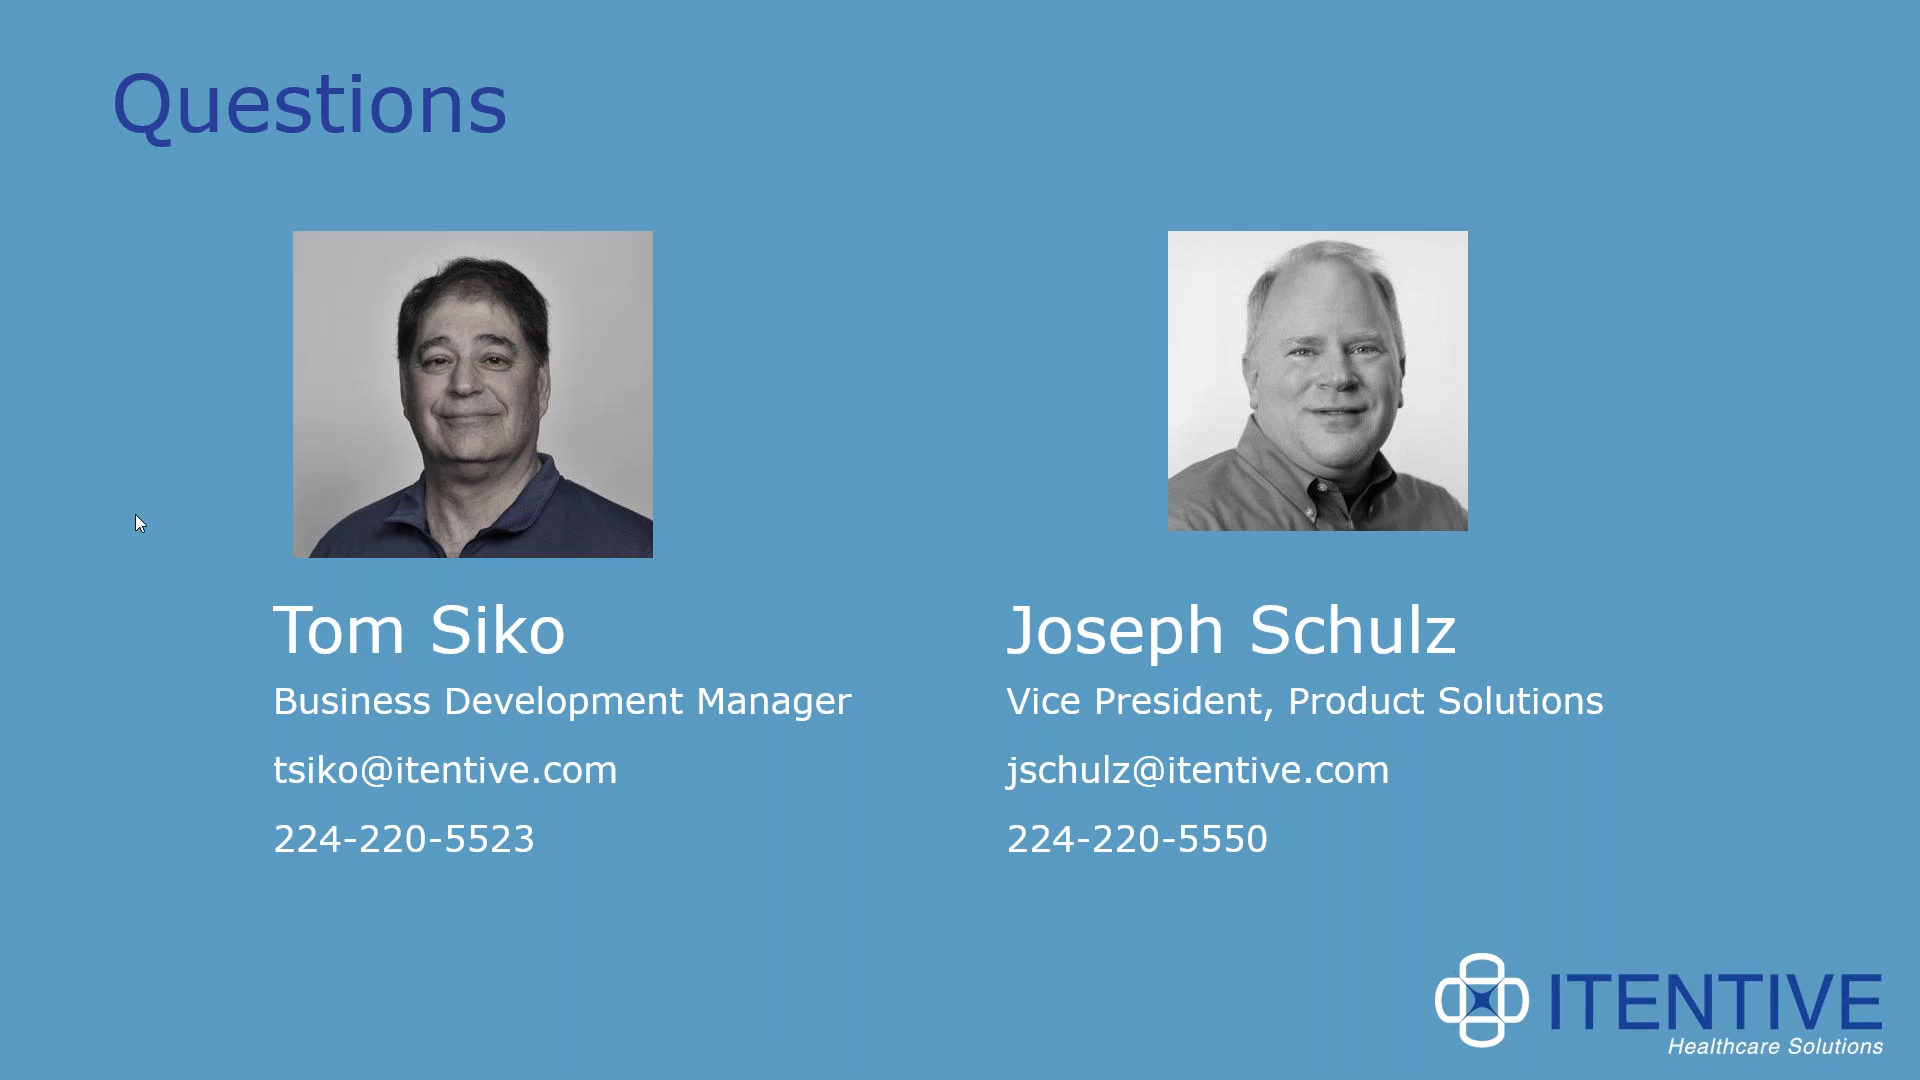 Questions
Tom Siko
Business Development Manager
tsiko@itentive.com
224-220-5523
Joseph Schulz
Vice President, Product Solutions
jschulz@itentive.com
224-220-5550
ITENTIVE
Healthcare Solutions